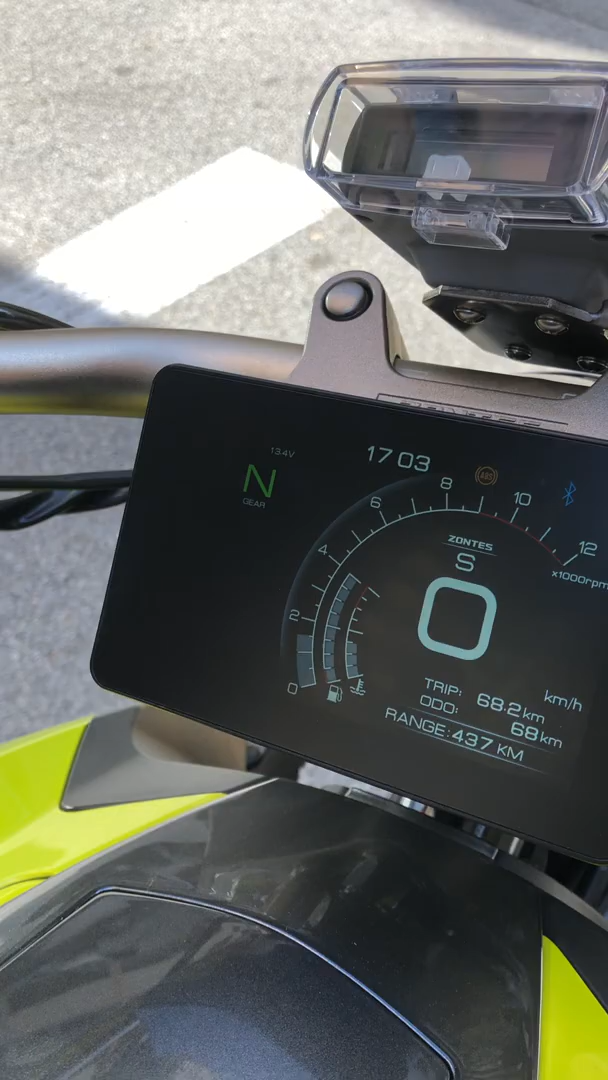 13.4V
17 03
ABS
N
GEAR
0
2
4
6
8
10
12
x1000rpm
ZONTES
S
0
km/h
TRIP: 68.2km
ODO: 68km
RANGE: 437 KM